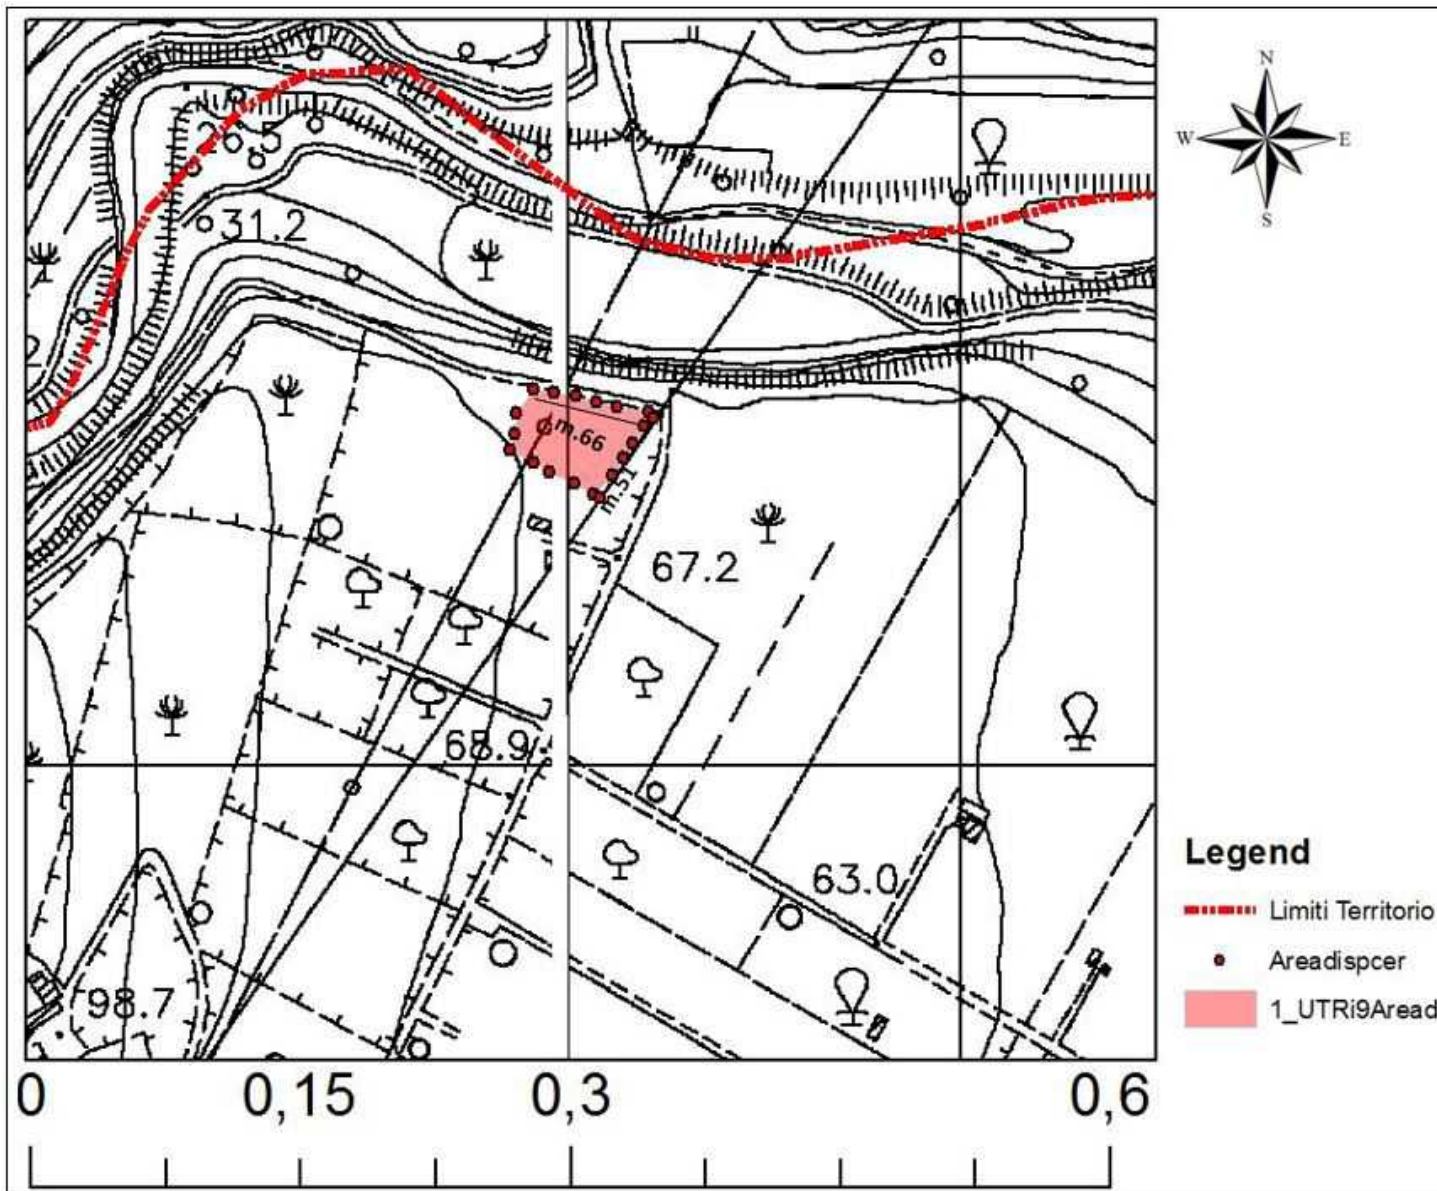 N
W E
S
26.5
31.2
m.66
m.51
67.2
68.9
63.0
98.7
Legend
Limiti Territorio
Areadispcer
1_UTRi9Aread
0 0,15 0,3 0,6